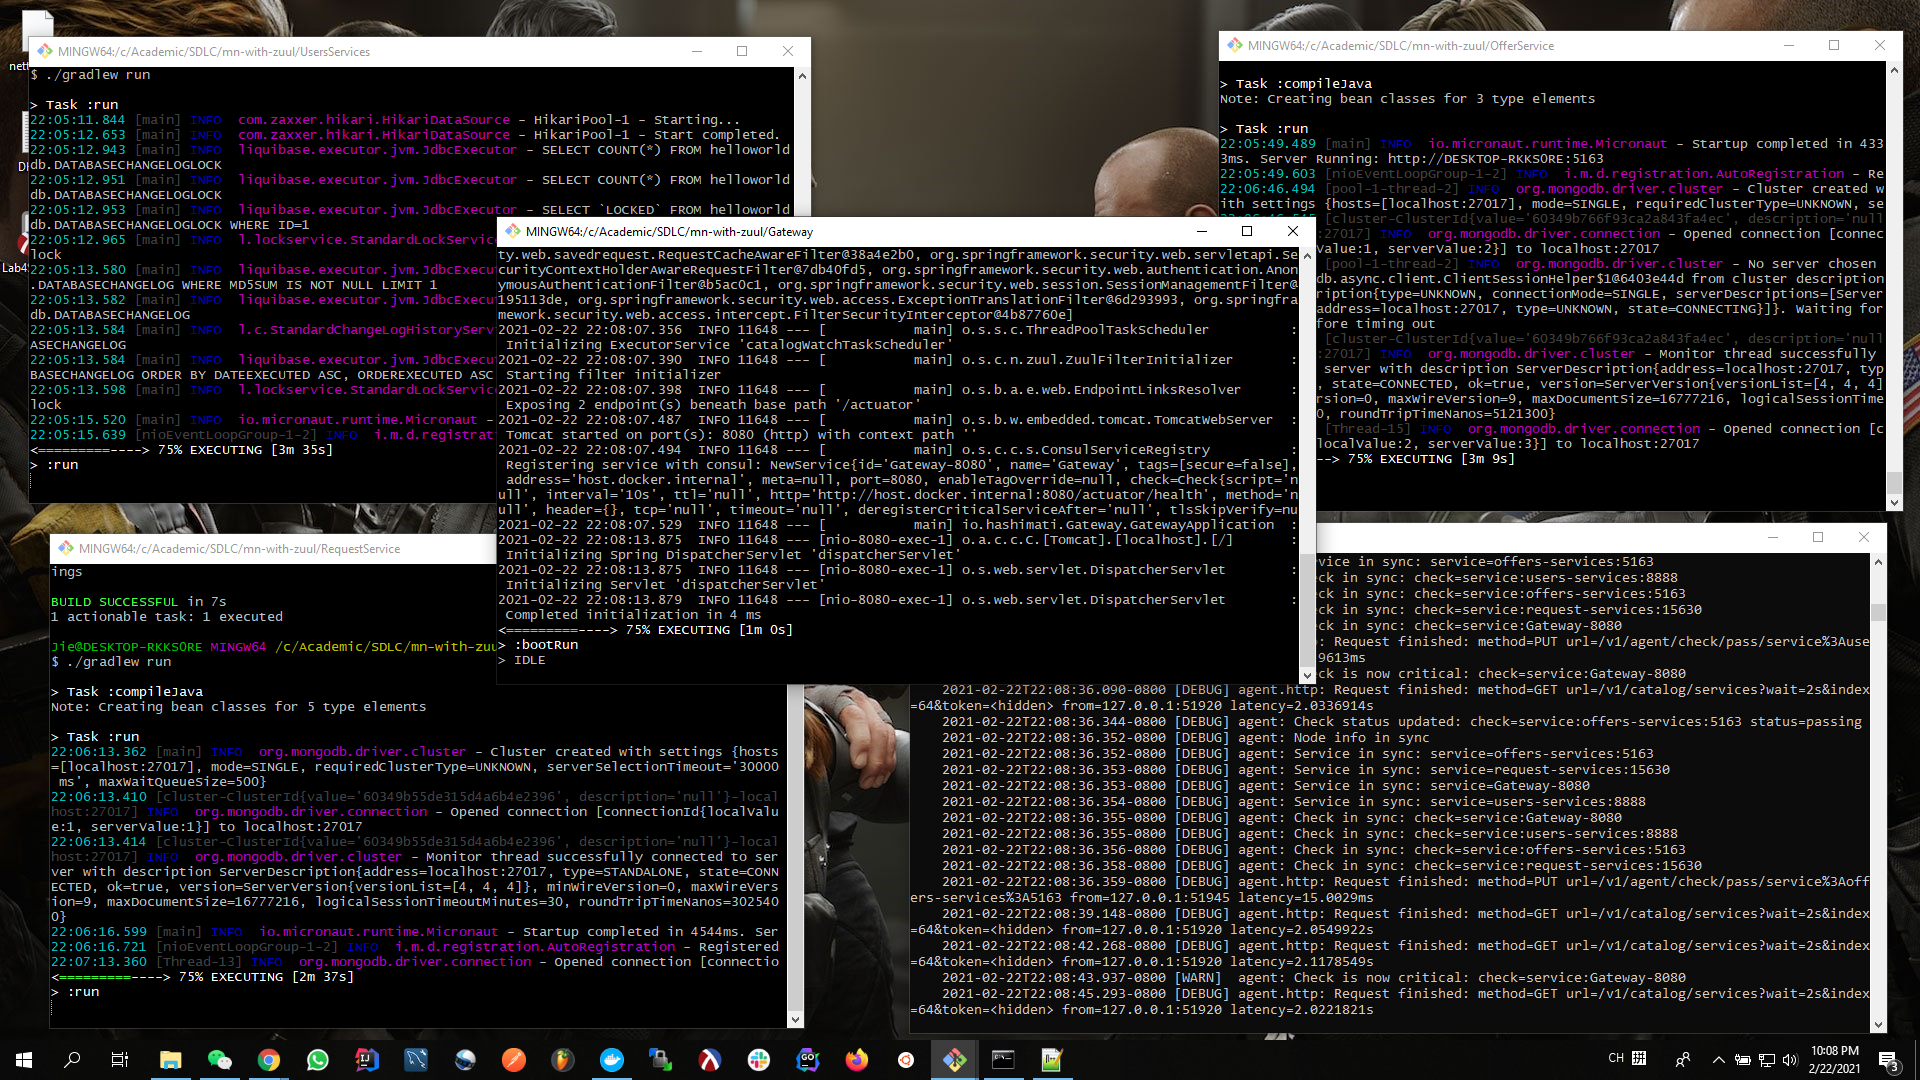 nett
D
Lab4
MINGW64:/c/Academic/SDLC/mn-with-zuul/UsersServices
$ ./gradlew run
> Task :run
22:05:11.844 [main] INFO  com.zaxxer.hikari.HikariDataSource - HikariPool-1 - Starting...
22:05:12.653 [main] INFO  com.zaxxer.hikari.HikariDataSource - HikariPool-1 - Start completed.
22:05:12.943 [main] INFO  liquibase.executor.jvm.JdbcExecutor - SELECT COUNT(*) FROM helloworld
db.DATABASECHANGELOGLOCK
22:05:12.951 [main] INFO  liquibase.executor.jvm.JdbcExecutor - SELECT COUNT(*) FROM helloworld
db.DATABASECHANGELOGLOCK
22:05:12.953 [main] INFO  liquibase.executor.jvm.JdbcExecutor - SELECT `LOCKED` FROM helloworld
db.DATABASECHANGELOGLOCK WHERE ID=1
22:05:12.965 [main] INFO  l.lockservice.StandardLockService
lock
22:05:13.580 [main] INFO  liquibase.executor.jvm.JdbcExecu
.DATABASECHANGELOG WHERE MD5SUM IS NOT NULL LIMIT 1
22:05:13.582 [main] INFO  liquibase.executor.jvm.JdbcExecu
db.DATABASECHANGELOG
22:05:13.584 [main] INFO  l.c.StandardChangeLogHistoryServ
ASECHANGELOG
22:05:13.584 [main] INFO  liquibase.executor.jvm.JdbcExecu
BASECHANGELOG ORDER BY DATEEXECUTED ASC, ORDEREXECUTED ASC
22:05:13.598 [main] INFO  l.lockservice.StandardLockService
lock
22:05:15.520 [main] INFO  io.micronaut.runtime.Micronaut -
22:05:15.639 [nioEventLoopGroup-1-2] INFO  i.m.d.registrat
<=========----> 75% EXECUTING [3m 35s]
> :run
MINGW64:/c/Academic/SDLC/mn-with-zuul/OfferService
> Task :compileJava
Note: Creating bean classes for 3 type elements
> Task :run
22:05:49.489 [main] INFO  io.micronaut.runtime.Micronaut - Startup completed in 433
3ms. Server Running: http://DESKTOP-RKKS0RE:5163
22:05:49.603 [nioEventLoopGroup-1-2] INFO  i.m.d.registration.AutoRegistration - Re
22:06:46.494 [pool-1-thread-2] INFO  org.mongodb.driver.cluster - Cluster created w
ith settings {hosts=[localhost:27017], mode=SINGLE, requiredClusterType=UNKNOWN, se
[cluster-ClusterId{value='60349b766f93ca2a843fa4ec', description='null
:27017] INFO  org.mongodb.driver.connection - Opened connection [connec
Value:1, serverValue:2}] to localhost:27017
[pool-1-thread-2] INFO  org.mongodb.driver.cluster - No server chosen
db.async.client.ClientSessionHelper$1@6403e44d from cluster description
ription{type=UNKNOWN, connectionMode=SINGLE, serverDescriptions=[Server
address=localhost:27017, type=UNKNOWN, state=CONNECTING}]}. Waiting for
fore timing out
[cluster-ClusterId{value='60349b766f93ca2a843fa4ec', description='null
:27017] INFO  org.mongodb.driver.cluster - Monitor thread successfully
server with description ServerDescription{address=localhost:27017, type
, state=CONNECTED, ok=true, version=ServerVersion{versionList=[4, 4, 4]
rsion=0, maxWireVersion=9, maxDocumentSize=16777216, logicalSessionTime
0, roundTripTimeNanos=5121300}
[Thread-15] INFO  org.mongodb.driver.connection - Opened connection [c
localValue:2, serverValue:3}] to localhost:27017
--> 75% EXECUTING [3m 9s]
MINGW64:/c/Academic/SDLC/mn-with-zuul/Gateway
ty.web.savedrequest.RequestCacheAwareFilter@38a4e2b0, org.springframework.security.web.servletapi.Se
curityContextHolderAwareRequestFilter@7db40fd5, org.springframework.security.web.authentication.Anon
ymousAuthenticationFilter@b5ac0c1, org.springframework.security.web.session.SessionManagementFilter@
195113de, org.springframework.security.web.access.ExceptionTranslationFilter@6d293993, org.springfra
mework.security.web.access.intercept.FilterSecurityInterceptor@4b87760e]
2021-02-22 22:08:07.356  INFO 11648 --- [           main] o.s.s.c.ThreadPoolTaskScheduler          :
Initializing ExecutorService 'catalogWatchTaskScheduler'
2021-02-22 22:08:07.390  INFO 11648 --- [           main] o.s.c.n.zuul.ZuulFilterInitializer       :
Starting filter initializer
2021-02-22 22:08:07.398  INFO 11648 --- [           main] o.s.b.a.e.web.EndpointLinksResolver      :
Exposing 2 endpoint(s) beneath base path '/actuator'
2021-02-22 22:08:07.487  INFO 11648 --- [           main] o.s.b.w.embedded.tomcat.TomcatWebServer  :
Tomcat started on port(s): 8080 (http) with context path ''
2021-02-22 22:08:07.494  INFO 11648 --- [           main] o.s.c.c.s.ConsulServiceRegistry          :
Registering service with consul: NewService{id='Gateway-8080', name='Gateway', tags=[secure=false],
address='host.docker.internal', meta=null, port=8080, enableTagOverride=null, check=Check{script='n
ull', interval='10s', ttl='null', http='http://host.docker.internal:8080/actuator/health', method='n
ull', header={}, tcp='null', timeout='null', deregisterCriticalServiceAfter='null', tlsSkipVerify=nu
2021-02-22 22:08:07.529  INFO 11648 --- [           main] io.hashimati.Gateway.GatewayApplication  :
2021-02-22 22:08:13.875  INFO 11648 --- [nio-8080-exec-1] o.a.c.c.C.[Tomcat].[localhost].[/]       :
Initializing Spring DispatcherServlet 'dispatcherServlet'
2021-02-22 22:08:13.875  INFO 11648 --- [nio-8080-exec-1] o.s.web.servlet.DispatcherServlet        :
Initializing Servlet 'dispatcherServlet'
2021-02-22 22:08:13.879  INFO 11648 --- [nio-8080-exec-1] o.s.web.servlet.DispatcherServlet        :
Completed initialization in 4 ms
<=========----> 75% EXECUTING [1m 0s]
> :bootRun
> IDLE
MINGW64:/c/Academic/SDLC/mn-with-zuul/RequestService
ings
BUILD SUCCESSFUL in 7s
1 actionable task: 1 executed
Jie@DESKTOP-RKKS0RE MINGW64 /c/Academic/SDLC/mn-with-zuu
$ ./gradlew run
> Task :compileJava
Note: Creating bean classes for 5 type elements
> Task :run
22:06:13.362 [main] INFO  org.mongodb.driver.cluster - Cluster created with settings {hosts
=[localhost:27017], mode=SINGLE, requiredClusterType=UNKNOWN, serverSelectionTimeout='30000
ms', maxWaitQueueSize=500}
22:06:13.410 [cluster-ClusterId{value='60349b55de315d4a6b4e2396', description='null'}-local
host:27017] INFO  org.mongodb.driver.connection - Opened connection [connectionId{localValu
e:1, serverValue:1}] to localhost:27017
22:06:13.414 [cluster-ClusterId{value='60349b55de315d4a6b4e2396', description='null'}-local
host:27017] INFO  org.mongodb.driver.cluster - Monitor thread successfully connected to ser
ver with description ServerDescription{address=localhost:27017, type=STANDALONE, state=CONN
ECTED, ok=true, version=ServerVersion{versionList=[4, 4, 4]}, minWireVersion=0, maxWireVers
ion=9, maxDocumentSize=16777216, logicalSessionTimeoutMinutes=30, roundTripTimeNanos=302540
0}
22:06:16.599 [main] INFO  io.micronaut.runtime.Micronaut - Startup completed in 4544ms. Ser
22:06:16.721 [nioEventLoopGroup-1-2] INFO  i.m.d.registration.AutoRegistration - Registered
22:07:13.360 [Thread-13] INFO  org.mongodb.driver.connection - Opened connection [connectio
<=========----> 75% EXECUTING [2m 37s]
> :run
vice in sync: service=offers-services:5163
ck in sync: check=service:users-services:8888
ck in sync: check=service:offers-services:5163
ck in sync: check=service:request-services:15630
ck in sync: check=service:Gateway-8080
p: Request finished: method=PUT url=/v1/agent/check/pass/service%3Ause
9613ms
ck is now critical: check=service:Gateway-8080
2021-02-22T22:08:36.090-0800 [DEBUG] agent.http: Request finished: method=GET url=/v1/catalog/services?wait=2s&index
=64&token=<hidden> from=127.0.0.1:51920 latency=2.0336914s
2021-02-22T22:08:36.344-0800 [DEBUG] agent: Check status updated: check=service:offers-services:5163 status=passing
2021-02-22T22:08:36.352-0800 [DEBUG] agent: Node info in sync
2021-02-22T22:08:36.352-0800 [DEBUG] agent: Service in sync: service=offers-services:5163
2021-02-22T22:08:36.353-0800 [DEBUG] agent: Service in sync: service=request-services:15630
2021-02-22T22:08:36.353-0800 [DEBUG] agent: Service in sync: service=Gateway-8080
2021-02-22T22:08:36.354-0800 [DEBUG] agent: Service in sync: service=users-services:8888
2021-02-22T22:08:36.355-0800 [DEBUG] agent: Check in sync: check=service:Gateway-8080
2021-02-22T22:08:36.355-0800 [DEBUG] agent: Check in sync: check=service:users-services:8888
2021-02-22T22:08:36.356-0800 [DEBUG] agent: Check in sync: check=service:offers-services:5163
2021-02-22T22:08:36.358-0800 [DEBUG] agent: Check in sync: check=service:request-services:15630
2021-02-22T22:08:36.359-0800 [DEBUG] agent.http: Request finished: method=PUT url=/v1/agent/check/pass/service%3Aoff
ers-services%3A5163 from=127.0.0.1:51945 latency=15.0029ms
2021-02-22T22:08:39.148-0800 [DEBUG] agent.http: Request finished: method=GET url=/v1/catalog/services?wait=2s&index
=64&token=<hidden> from=127.0.0.1:51920 latency=2.0549922s
2021-02-22T22:08:42.268-0800 [DEBUG] agent.http: Request finished: method=GET url=/v1/catalog/services?wait=2s&index
=64&token=<hidden> from=127.0.0.1:51920 latency=2.1178549s
2021-02-22T22:08:43.937-0800 [WARN]  agent: Check is now critical: check=service:Gateway-8080
2021-02-22T22:08:45.293-0800 [DEBUG] agent.http: Request finished: method=GET url=/v1/catalog/services?wait=2s&index
=64&token=<hidden> from=127.0.0.1:51920 latency=2.0221821s
CH 拼
10:08 PM
2/22/2021
3